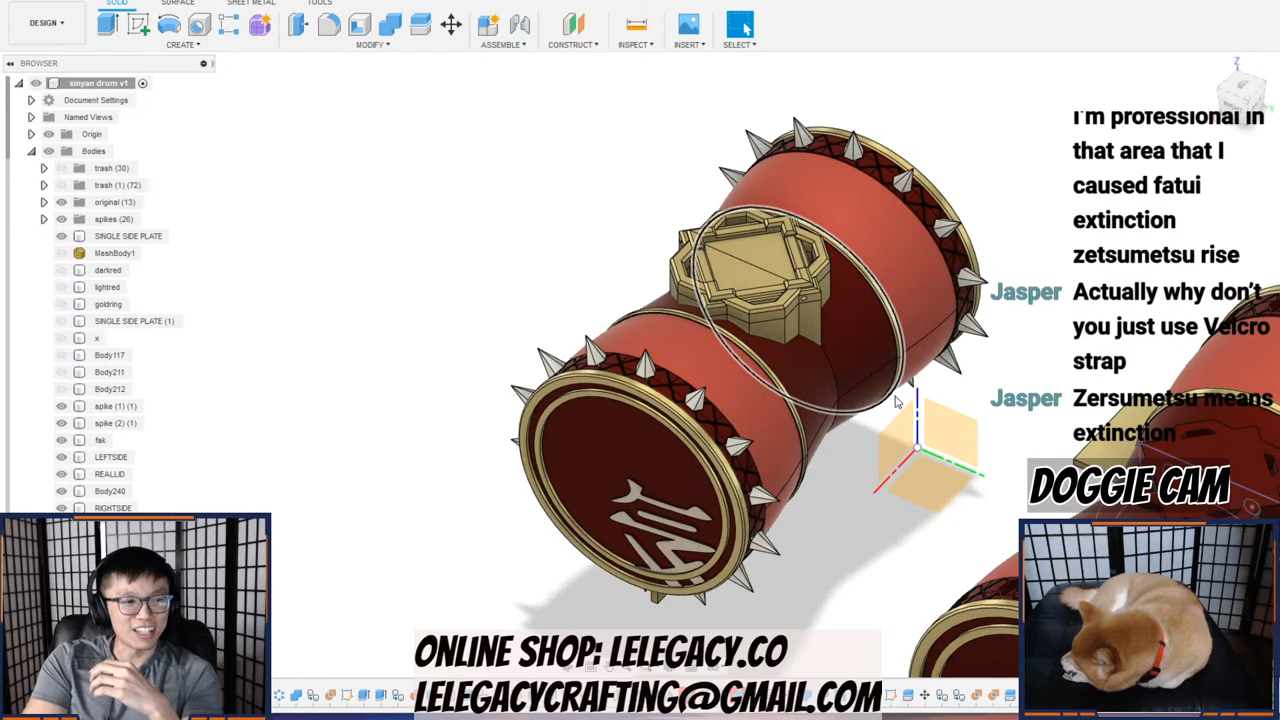 SOLID
SURFACE
SHEET METAL
TOOLS
DESIGN
CREATE
MODIFY
ASSEMBLE
CONSTRUCT
INSPECT
INSERT
SELECT
BROWSER
xinyan drum v1
Document Settings
Named Views
Origin
Bodies
trash (30)
trash (1) (72)
original (13)
spikes (26)
SINGLE SIDE PLATE
MeshBody1
darkred
lightred
goldring
SINGLE SIDE PLATE (1)
x
Body117
Body211
Body212
spike (1) (1)
spike (2) (1)
fak
LEFTSIDE
REALLID
Body240
RIGHTSIDE
Z
I'm professional in
that area that I
caused fatui
extinction
zetsumetsu rise
Jasper Actually why don't
you just use Velcro
strap
Jasper Zersumetsu means
extinction
DOGGIE CAM
ONLINE SHOP: LELEGACY.CO
LELEGACYCRAFTING@GMAIL.COM